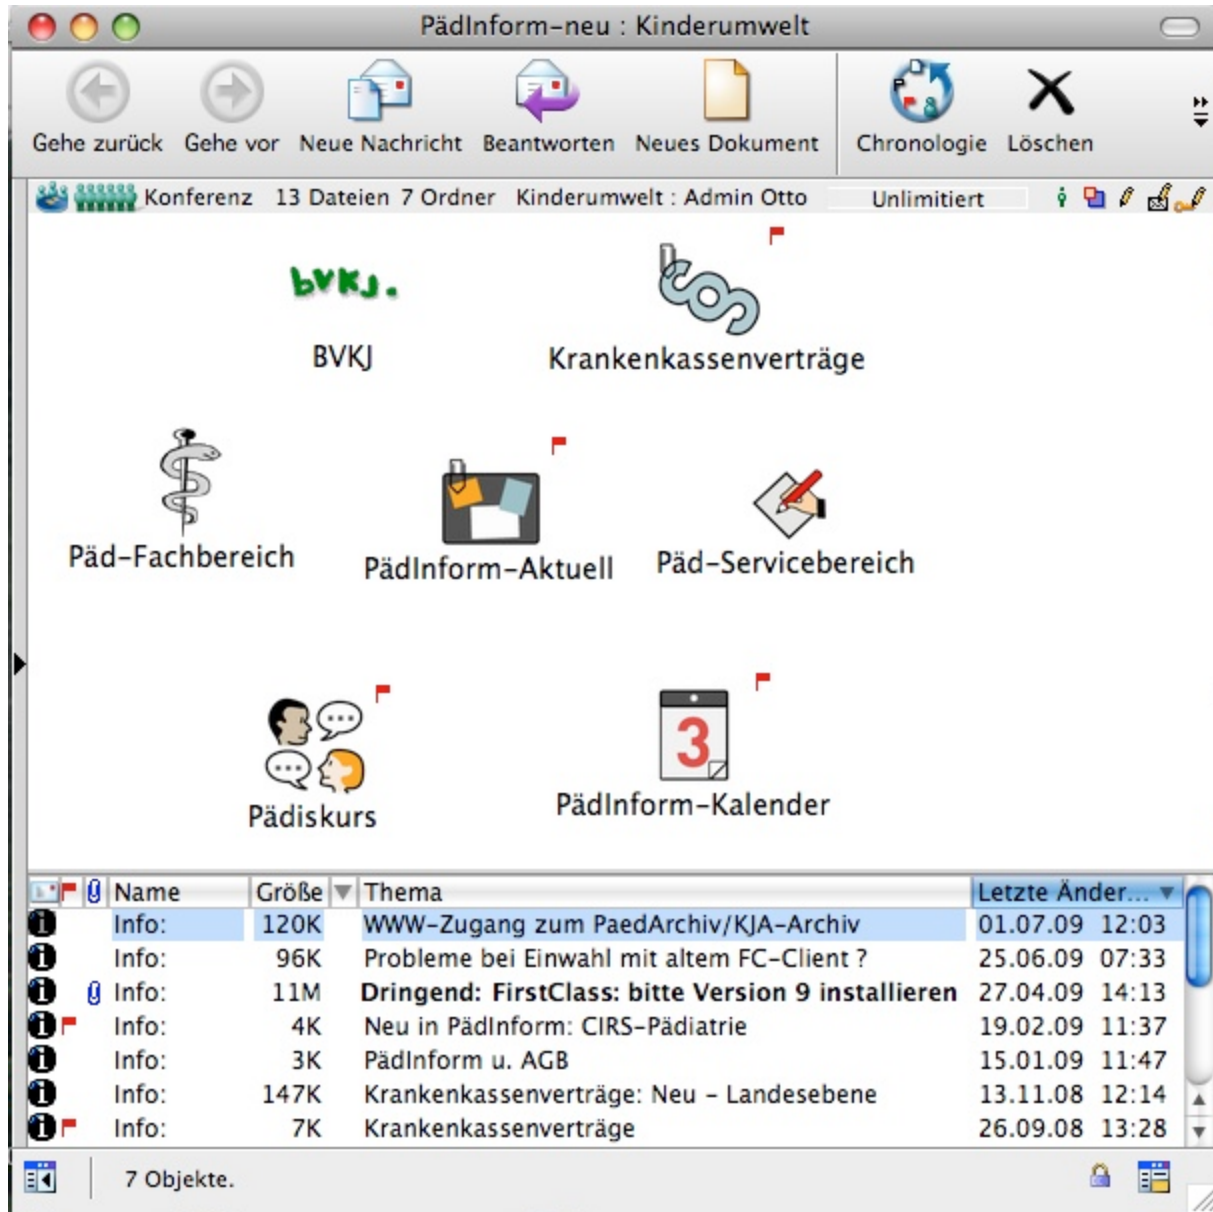 PädInform-neu : Kinderumwelt
Gehe zurück Gehe vor Neue Nachricht Beantworten Neues Dokument Chronologie Löschen
Konferenz 13 Dateien 7 Ordner Kinderumwelt : Admin Otto Unlimitiert
bvkj.
BVKJ
Krankenkassenverträge
Päd-Fachbereich
PädInform-Aktuell
Päd-Servicebereich
3
Pädiskurs
PädInform-Kalender
Name Größe Thema Letzte Änder...
Info: 120K WWW-Zugang zum PaedArchiv/KJA-Archiv 01.07.09 12:03
Info: 96K Probleme bei Einwahl mit altem FC-Client ? 25.06.09 07:33
Info: 11M Dringend: FirstClass: bitte Version 9 installieren 27.04.09 14:13
Info: 4K Neu in PädInform: CIRS-Pädiatrie 19.02.09 11:37
Info: 3K PädInform u. AGB 15.01.09 11:47
Info: 147K Krankenkassenverträge: Neu - Landesebene 13.11.08 12:14
Info: 7K Krankenkassenverträge 26.09.08 13:28
7 Objekte.